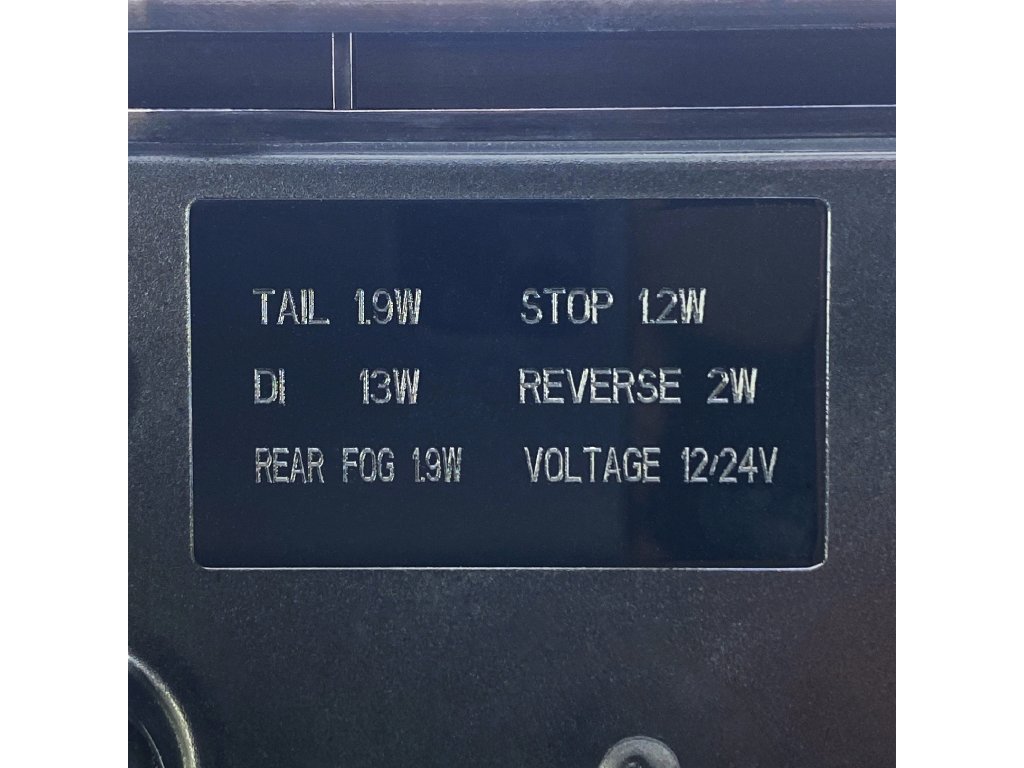 TAIL 1.9W STOP 1.2W
DI 13W REVERSE 2W
REAR FOG 1.9W VOLTAGE 12/24V